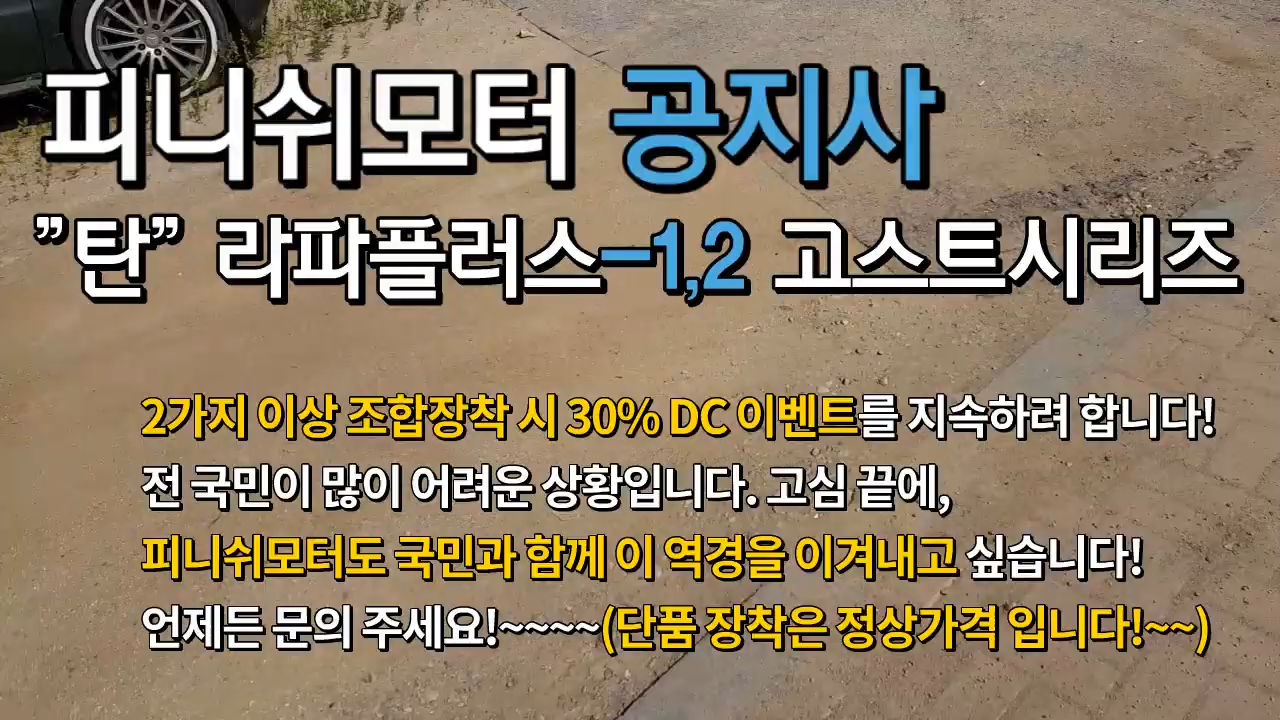 피니쉬모터 공지사
”탄” 라파플러스-1,2 고스트시리즈
2가지 이상 조합장착 시 30% DC 이벤트를 지속하려 합니다!
전 국민이 많이 어려운 상황입니다. 고심 끝에,
피니쉬모터도 국민과 함께 이 역경을 이겨내고 싶습니다!
언제든 문의 주세요!~~~~(단품 장착은 정상가격 입니다!~~)